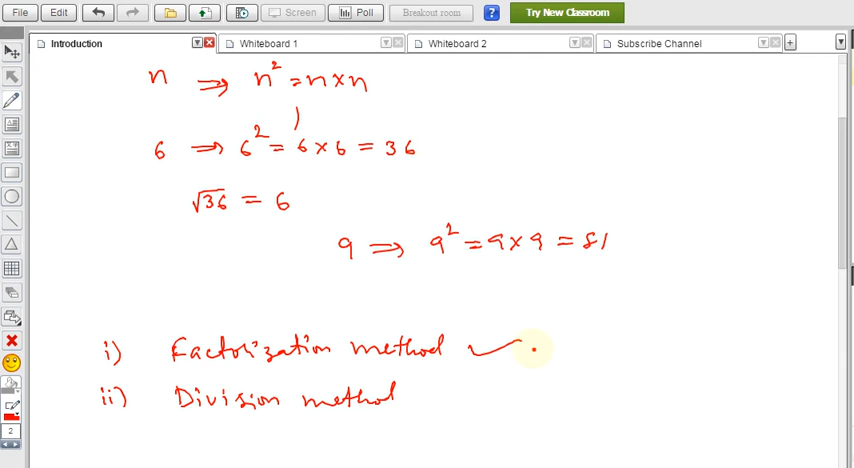 File Edit Screen Poll Breakout room ? Try New Classroom
Introduction Whiteboard 1 Whiteboard 2 Subscribe Channel
n ⇒ n² = n × n
6 ⇒ 6² = 6 × 6 = 36
√36 = 6
9 ⇒ 9² = 9 × 9 = 81
i) Factorization method
ii) Division method
2